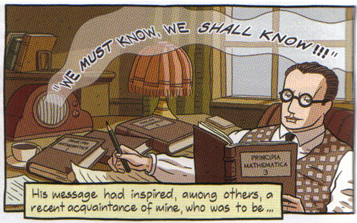 "WE MUST KNOW, WE SHALL KNOW!!!"
PRINCIPIA
MATHEMATICA
3
His message had inspired, among others, a
recent acquaintance of mine, who was to be...